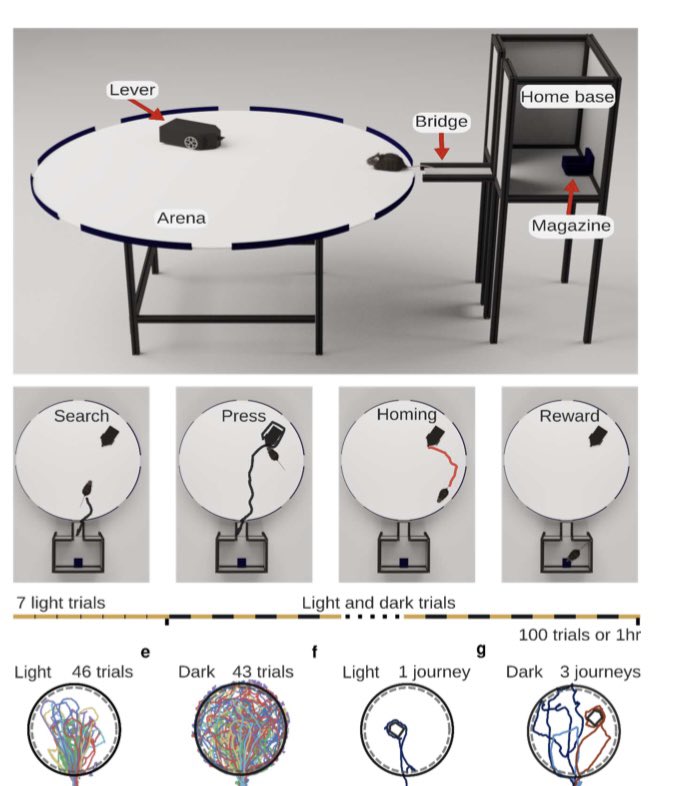 Lever
Home base
Bridge
Arena
Magazine
Search
Press
Homing
Reward
7 light trials
Light and dark trials
100 trials or 1hr
e
f
g
Light 46 trials
Dark 43 trials
Light 1 journey
Dark 3 journeys